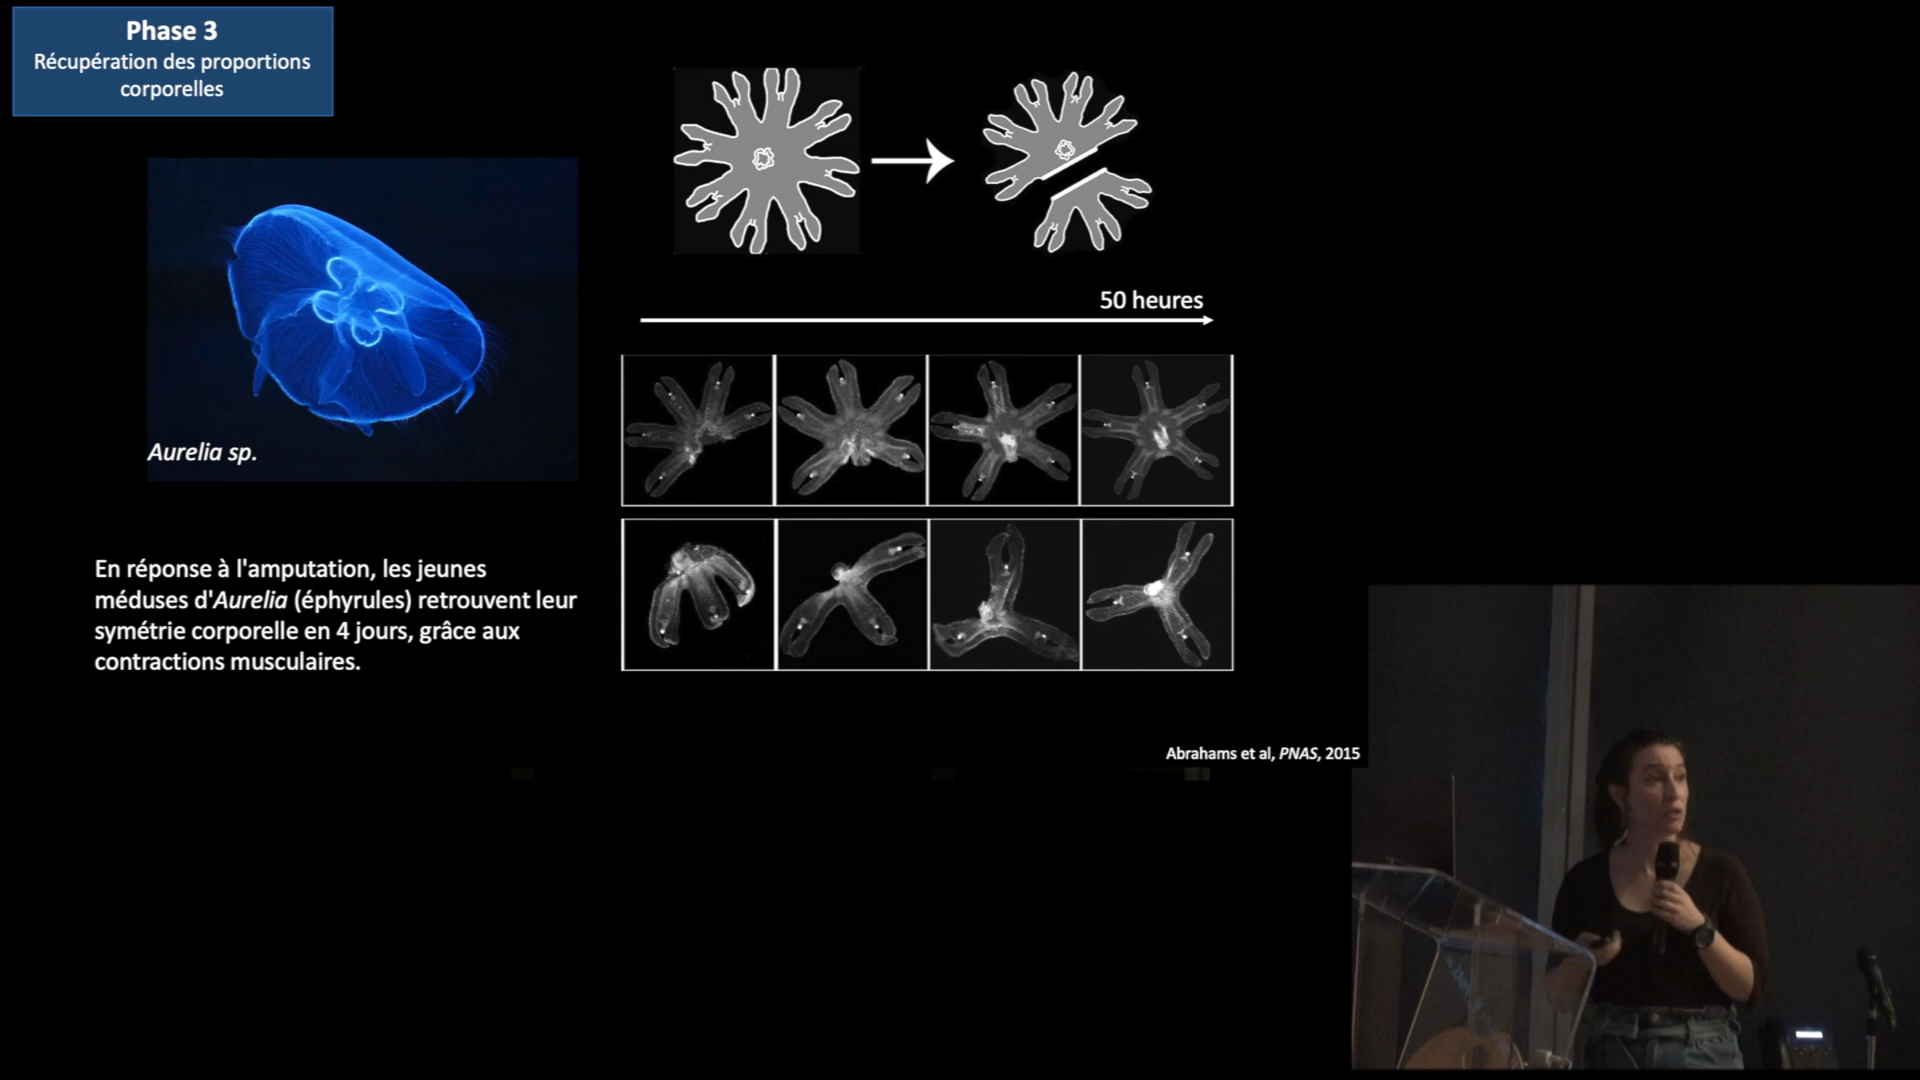 Phase 3
Récupération des proportions
corporelles
50 heures
Aurelia sp.
En réponse à l'amputation, les jeunes
méduses d'Aurelia (éphyrules) retrouvent leur
symétrie corporelle en 4 jours, grâce aux
contractions musculaires.
Abrahams et al, PNAS, 2015